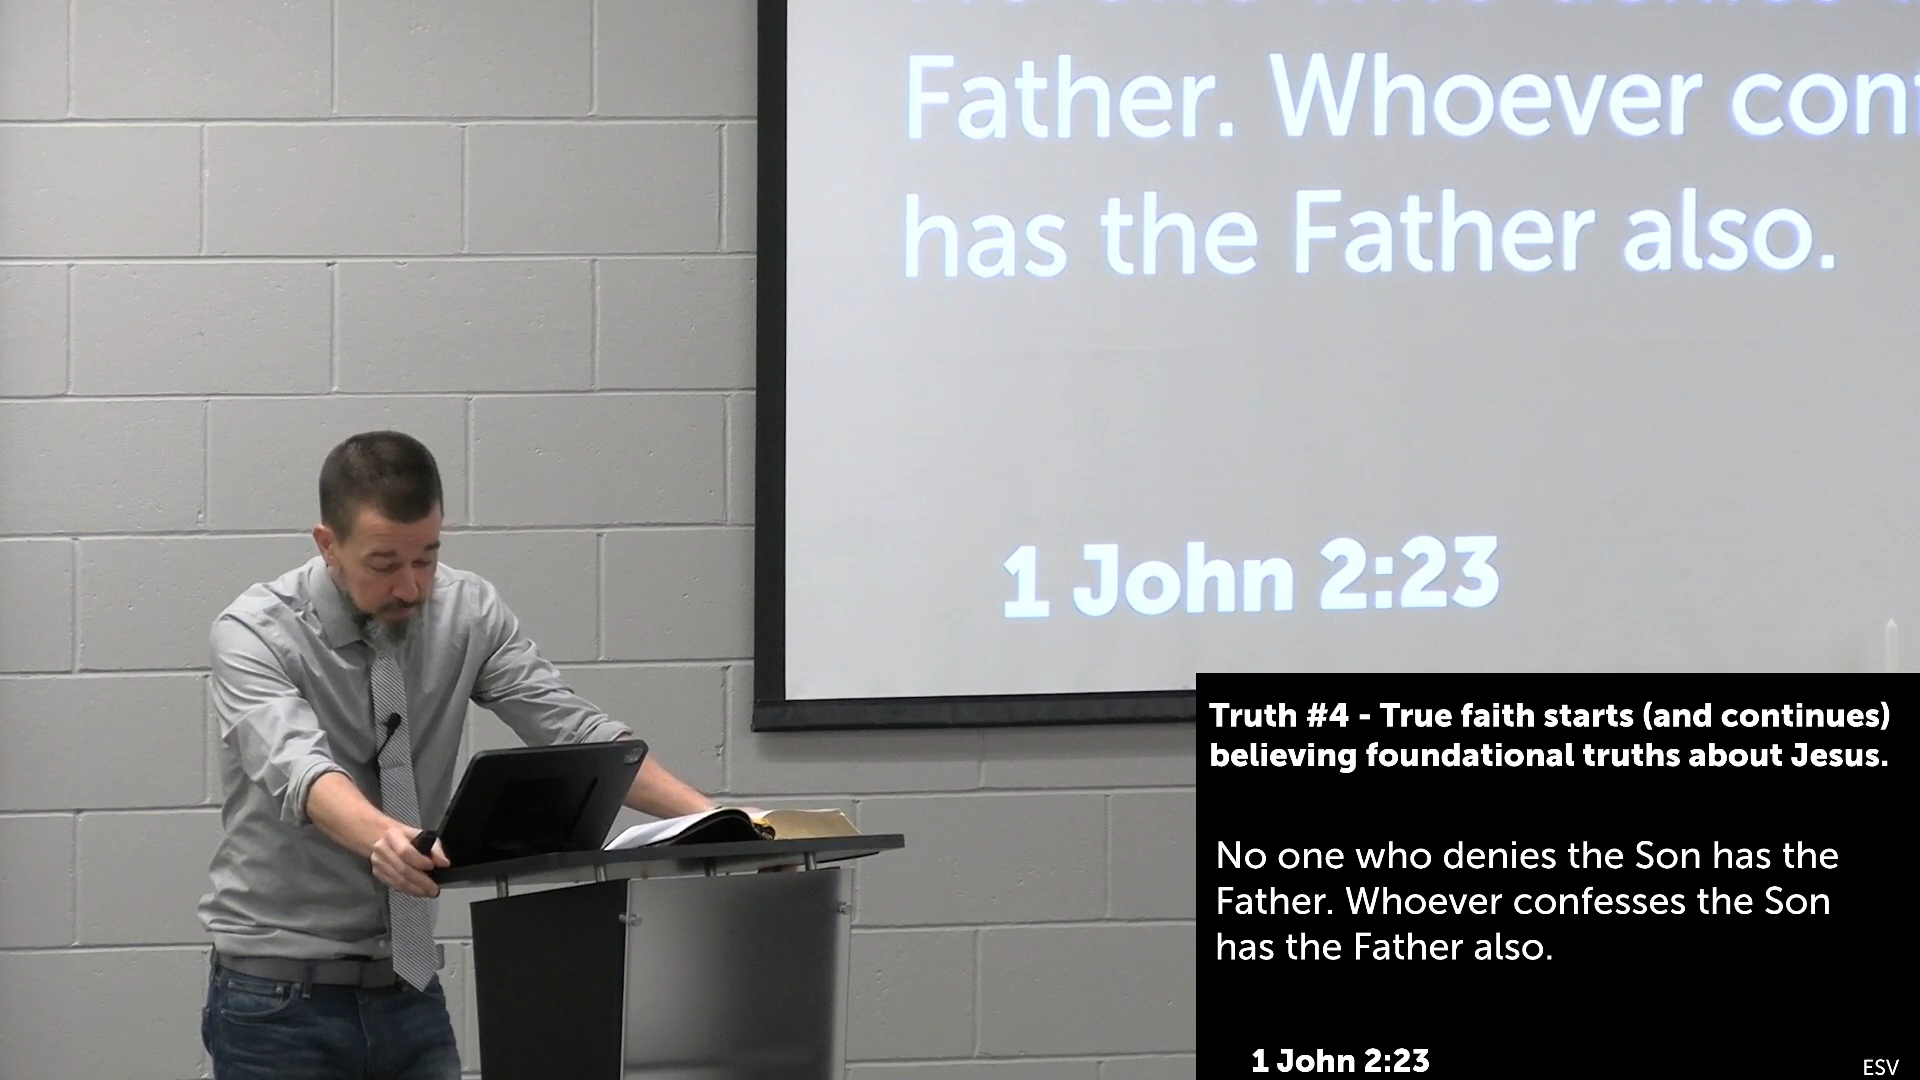 Father. Whoever
has the Father also.
1 John 2:23
Truth #4 - True faith starts (and continues)
believing foundational truths about Jesus.
No one who denies the Son has the
Father. Whoever confesses the Son
has the Father also.
1 John 2:23
ESV